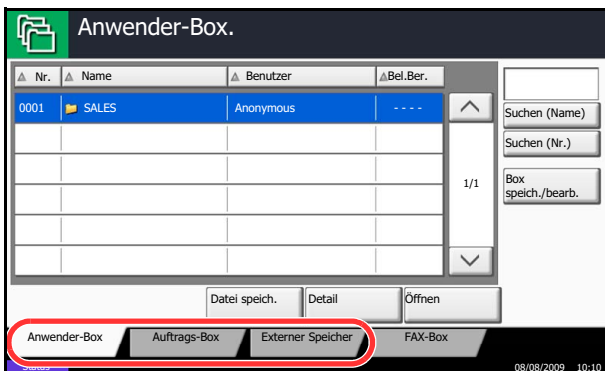 Anwender-Box.
Nr. Name Benutzer Bel.Ber.
0001 SALES Anonymous - - - -
Suchen (Name)
Suchen (Nr.)
1/1
Box
speich./bearb.
Datei speich. Detail Öffnen
Anwender-Box Auftrags-Box Externer Speicher FAX-Box
Status 08/08/2009 10:10